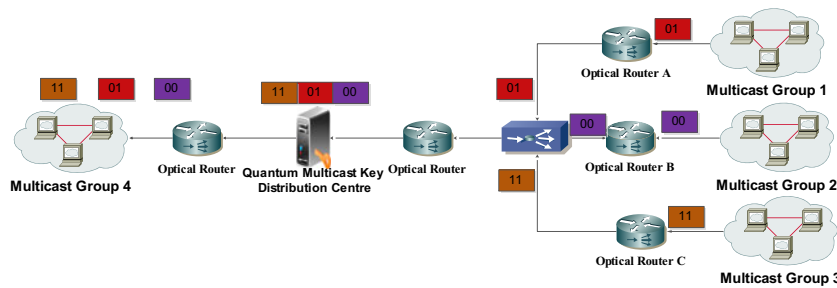 01
Optical Router A
Multicast Group 1
11 01 00
11 01 00
01
00 00 00
Optical Router
Quantum Multicast Key
Distribution Centre
Optical Router
Optical Router B
Multicast Group 4
Multicast Group 2
11
11
Optical Router C
Multicast Group 3